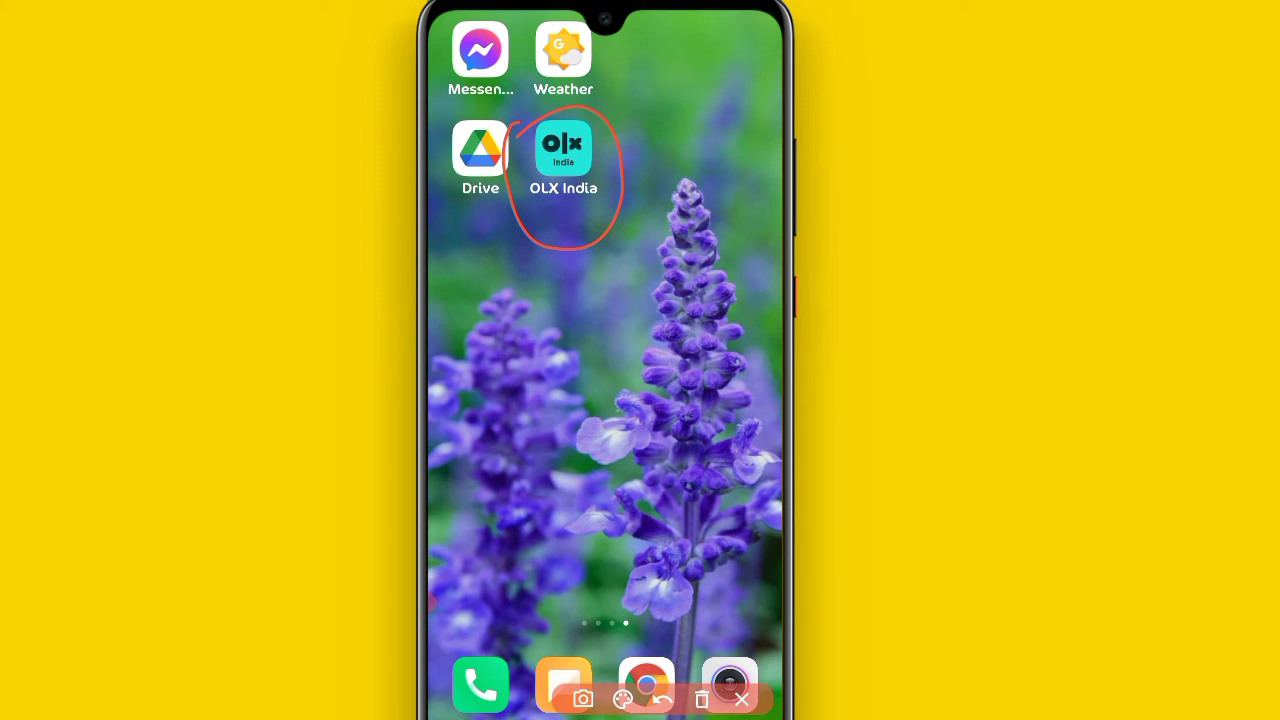 Messen...
Weather
olx
India
Drive
OLX India